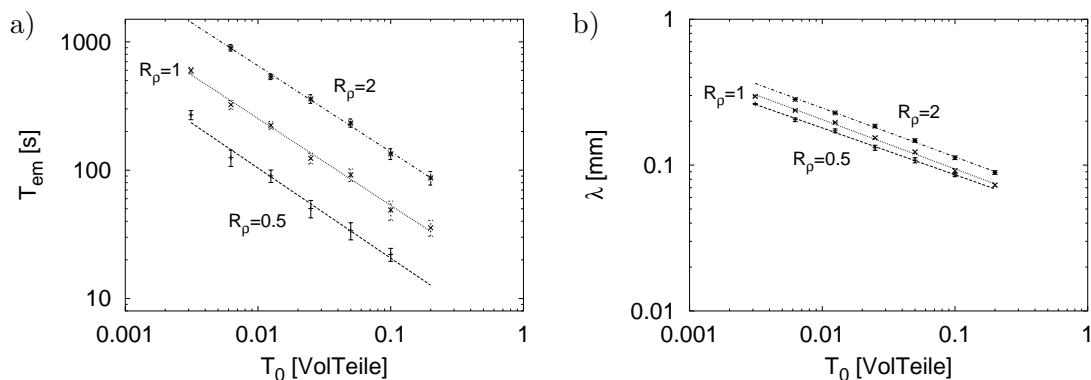 a)
1000
100
10
0.001
0.01
0.1
1
T_em [s]
T_0 [VolTeile]
R_ρ=1
R_ρ=2
R_ρ=0.5
b)
1
0.1
0.01
0.001
0.01
0.1
1
λ [mm]
T_0 [VolTeile]
R_ρ=1
R_ρ=2
R_ρ=0.5